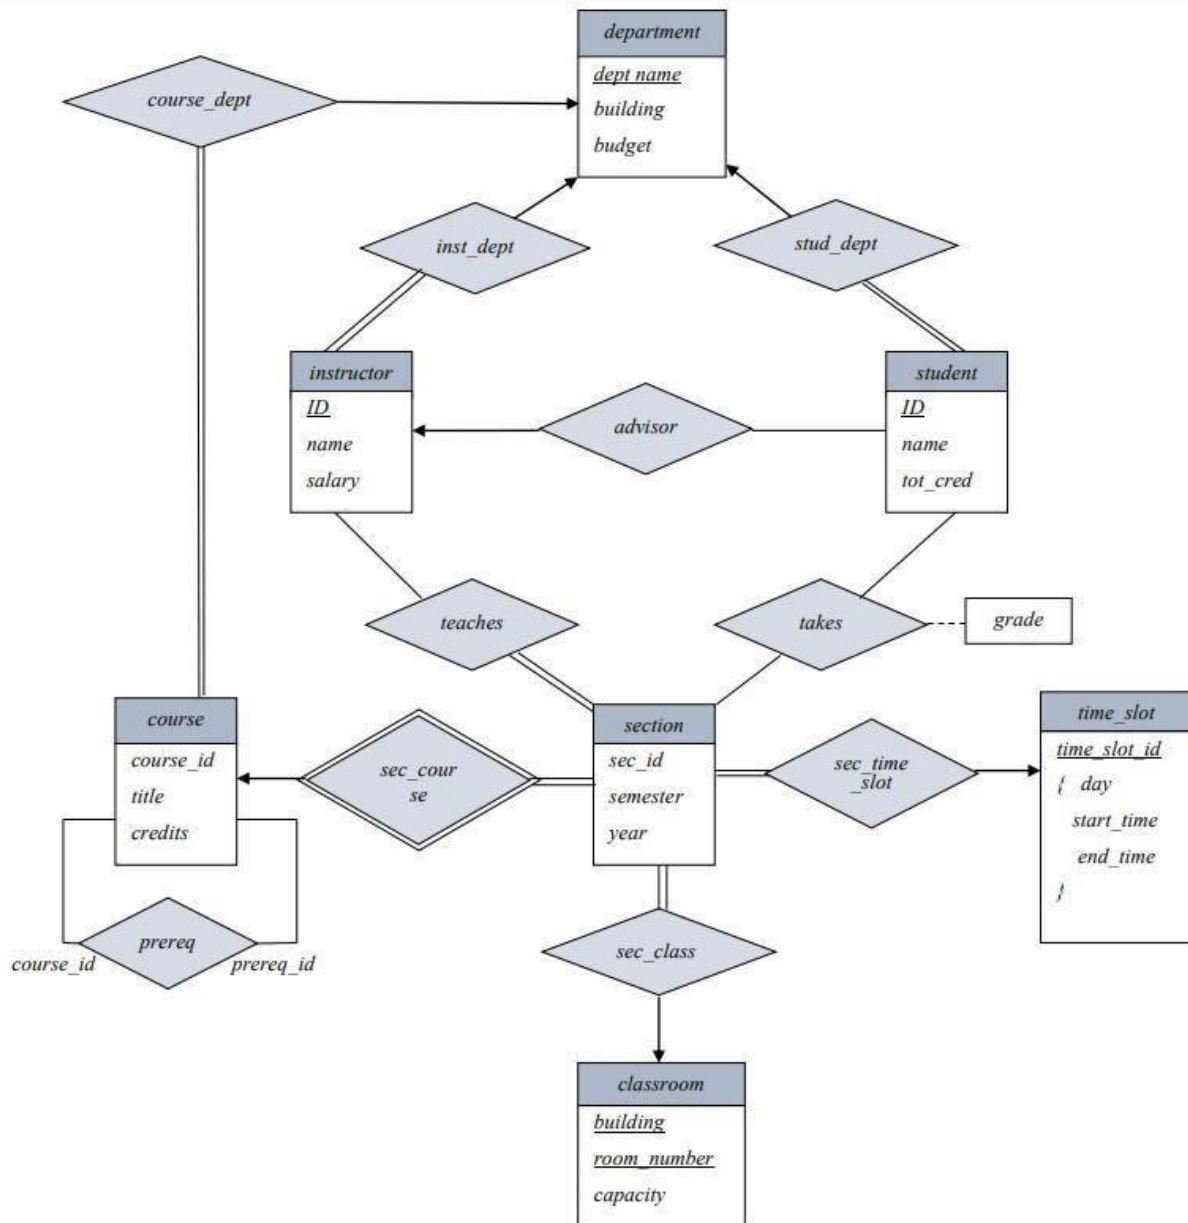 department
dept name
building
budget
course_dept
inst_dept
stud_dept
instructor
ID
name
salary
advisor
student
ID
name
tot_cred
teaches
takes
grade
course
course_id
title
credits
sec_cour
se
section
sec_id
semester
year
sec_time
_slot
time_slot
time_slot_id
{ day
start_time
end_time
}
prereq
course_id
prereq_id
sec_class
classroom
building
room_number
capacity